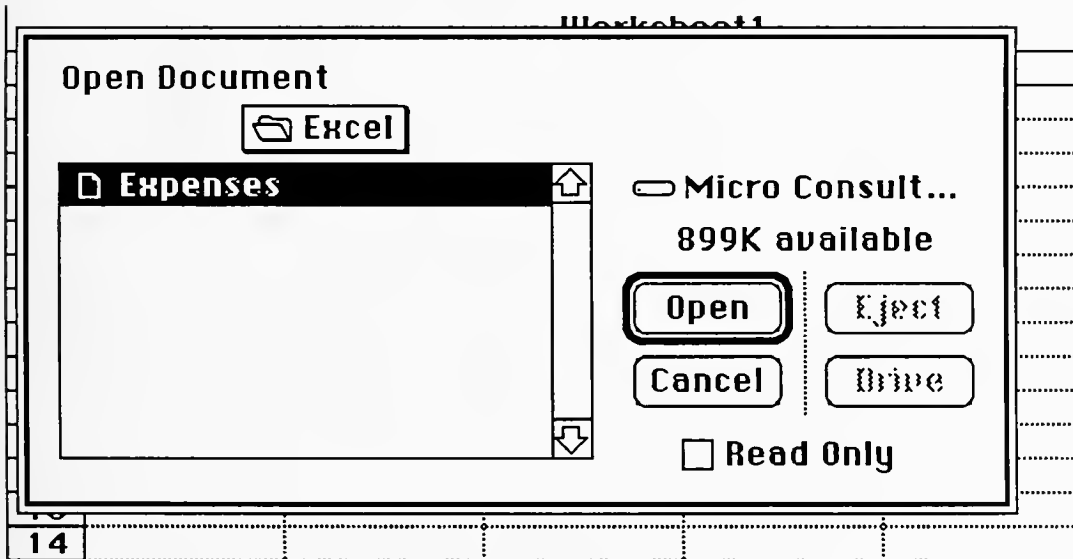 Worksheet1
Open Document
Excel
Expenses
Micro Consult...
899K available
Open
Eject
Cancel
Drive
Read Only
14